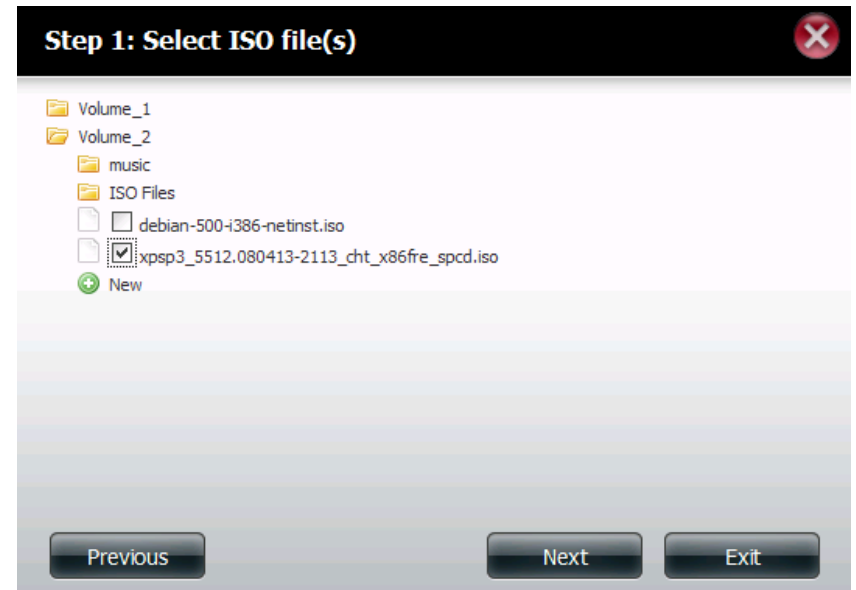 Step 1: Select ISO file(s)
Volume_1
Volume_2
music
ISO Files
debian-500-i386-netinst.iso
xpsp3_5512.080413-2113_cht_x86fre_spcd.iso
New
Previous Next Exit